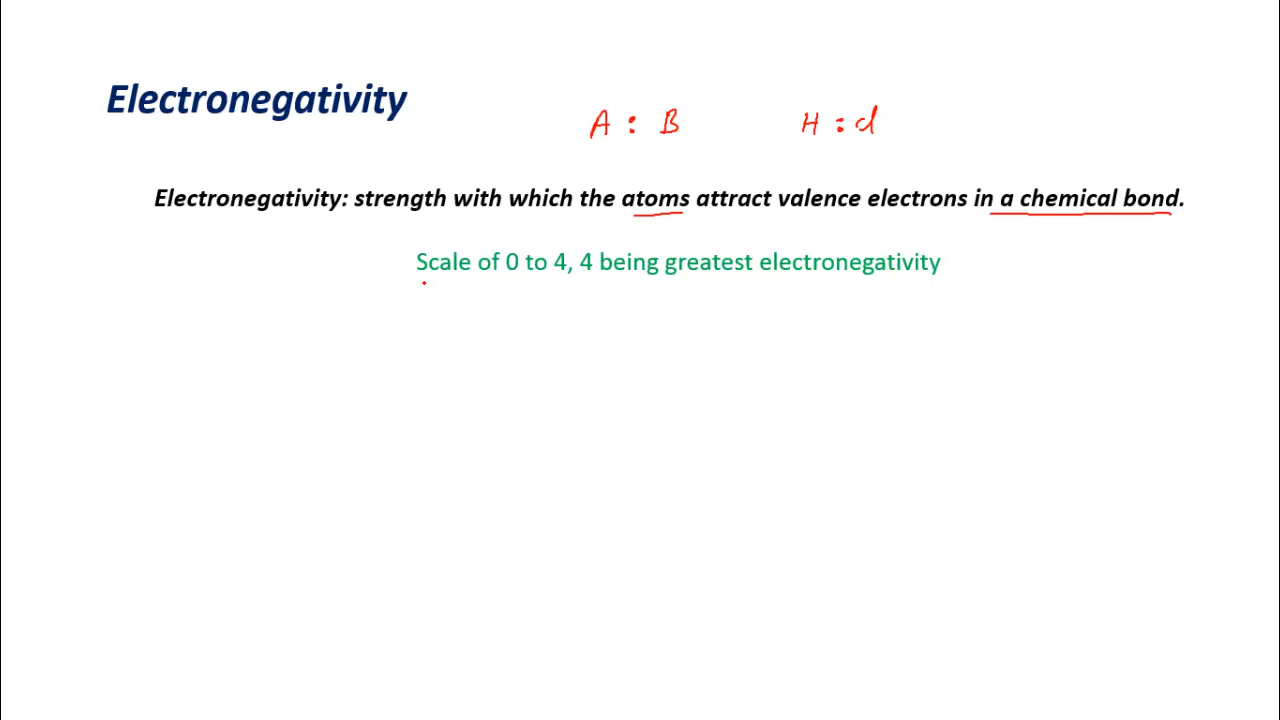 Electronegativity
A : B H : Cl
Electronegativity: strength with which the atoms attract valence electrons in a chemical bond.
Scale of 0 to 4, 4 being greatest electronegativity